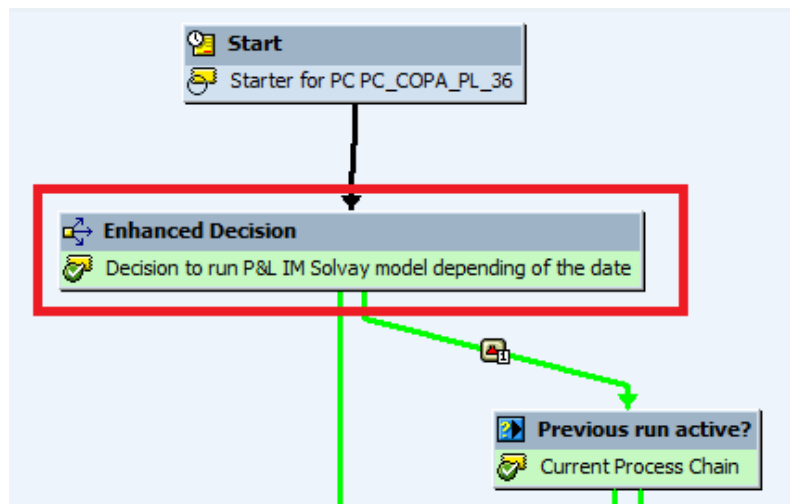 Start
Starter for PC PC_COPA_PL_36
Enhanced Decision
Decision to run P&L IM Solvay model depending of the date
1
Previous run active?
Current Process Chain